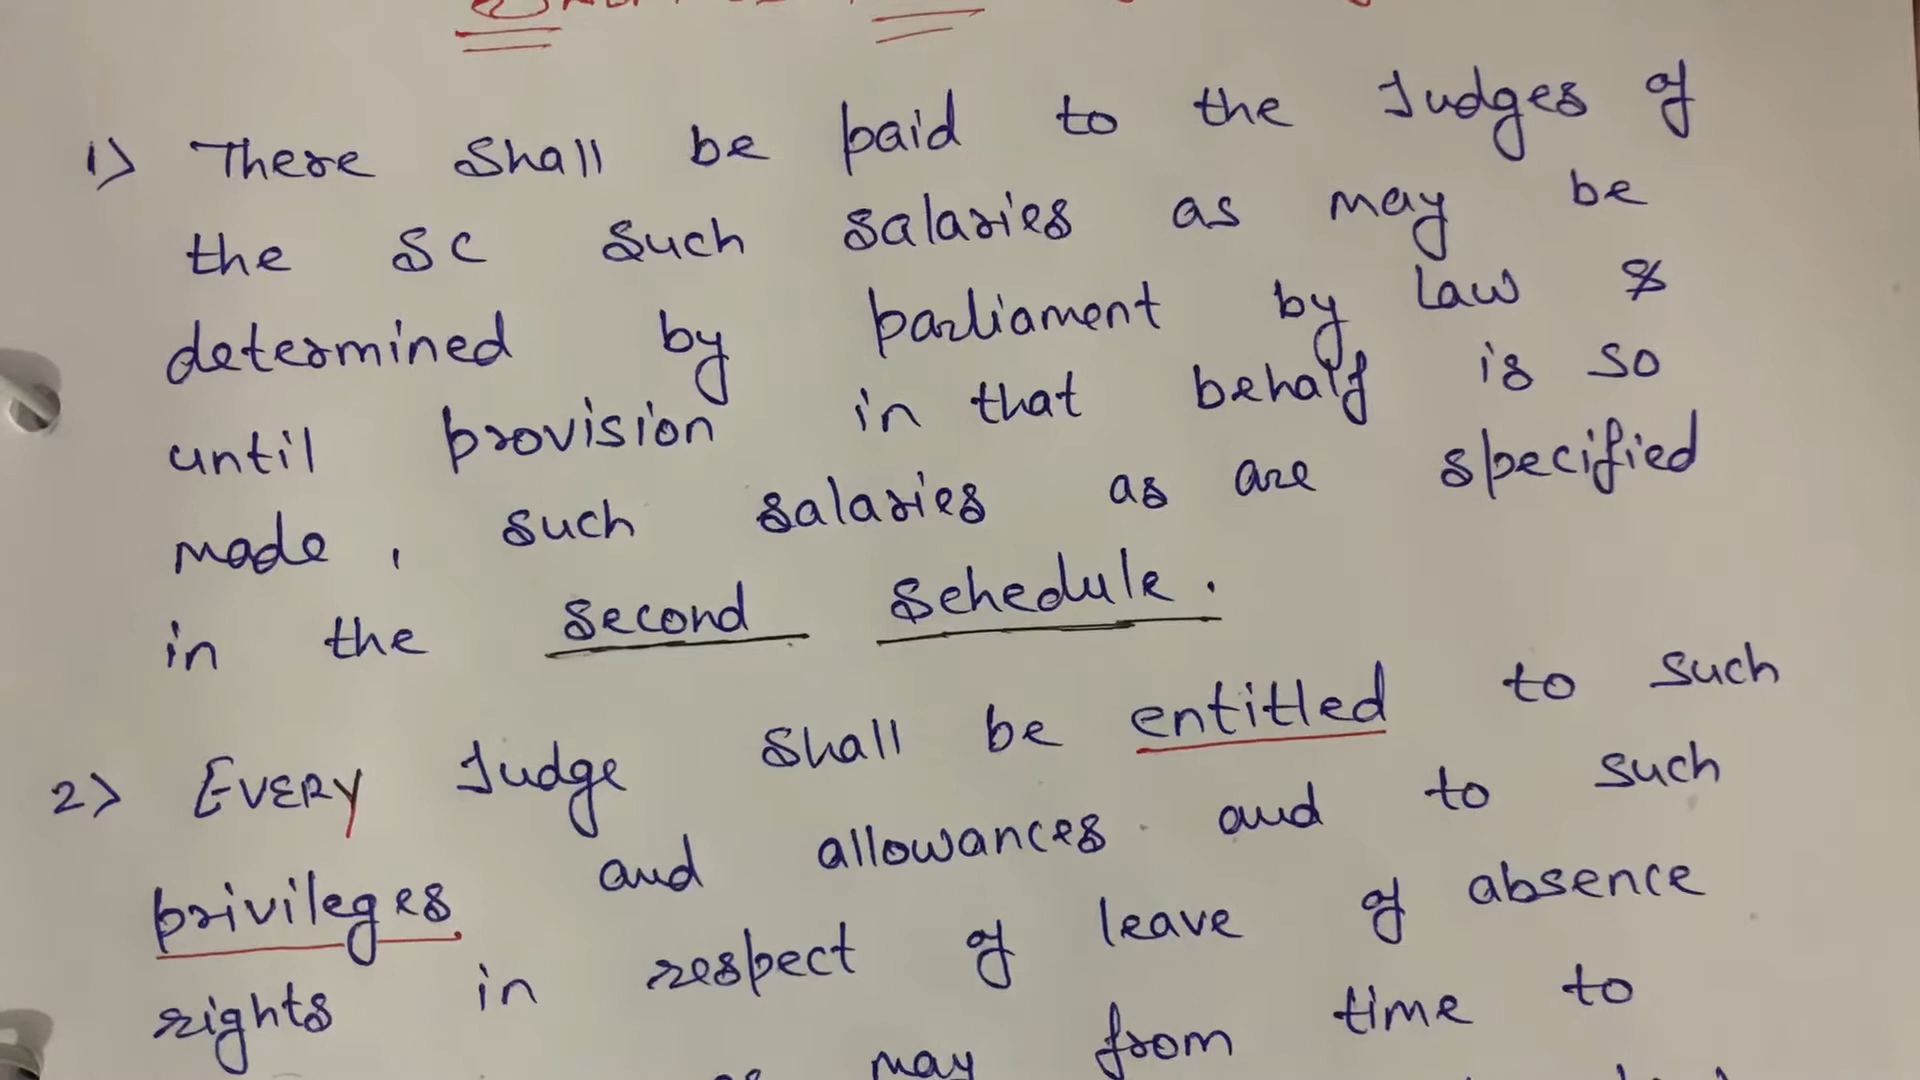 1) There Shall be paid to the Judges of
the SC Such salaries as may be
determined by parliament by Law &
until provision in that behalf is so
made, such salaries as are specified
in the second Schedule.
2) EVERY Judge Shall be entitled to such
privileges and allowances and to such
rights in respect of leave of absence
may from time to